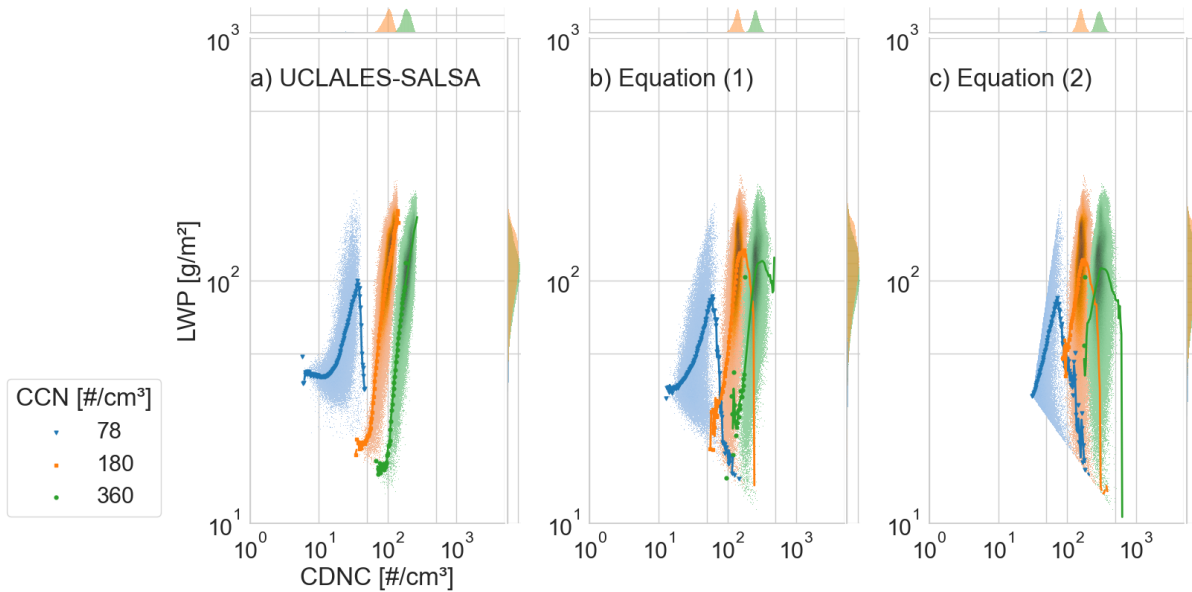 10³ 10³ 10³
a) UCLALES-SALSA b) Equation (1) c) Equation (2)
LWP [g/m²]
10² 10² 10²
CCN [#/cm³]
78
180
360
10¹ 10¹ 10¹
10⁰ 10¹ 10² 10³ 10⁰ 10¹ 10² 10³ 10⁰ 10¹ 10² 10³
CDNC [#/cm³]